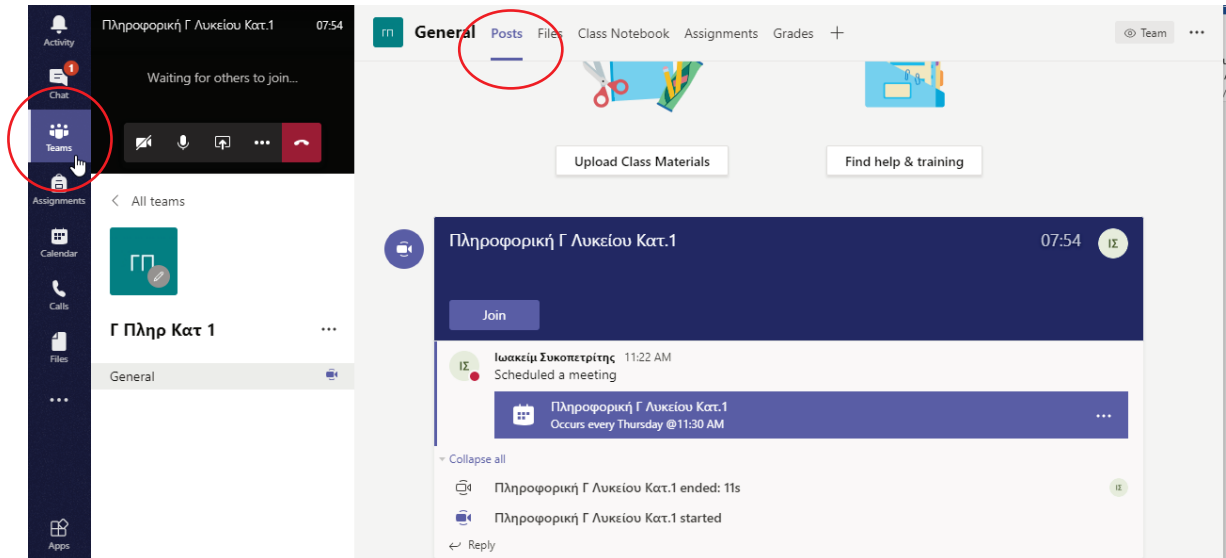 Activity
1
Chat
Teams
Assignments
Calendar
Calls
Files
Apps
Πληροφορική Γ Λυκείου Κατ.1 07:54
Waiting for others to join...
All teams
ΓΠ
Γ Πληρ Κατ 1
General
ΓΠ General Posts Files Class Notebook Assignments Grades
Team
Upload Class Materials Find help & training
Πληροφορική Γ Λυκείου Κατ.1 07:54 ΙΣ
Join
ΙΣ Ιωακείμ Συκοπετρίτης 11:22 AM
Scheduled a meeting
Πληροφορική Γ Λυκείου Κατ.1
Occurs every Thursday @11:30 AM
Collapse all
Πληροφορική Γ Λυκείου Κατ.1 ended: 11s ΙΣ
Πληροφορική Γ Λυκείου Κατ.1 started
Reply